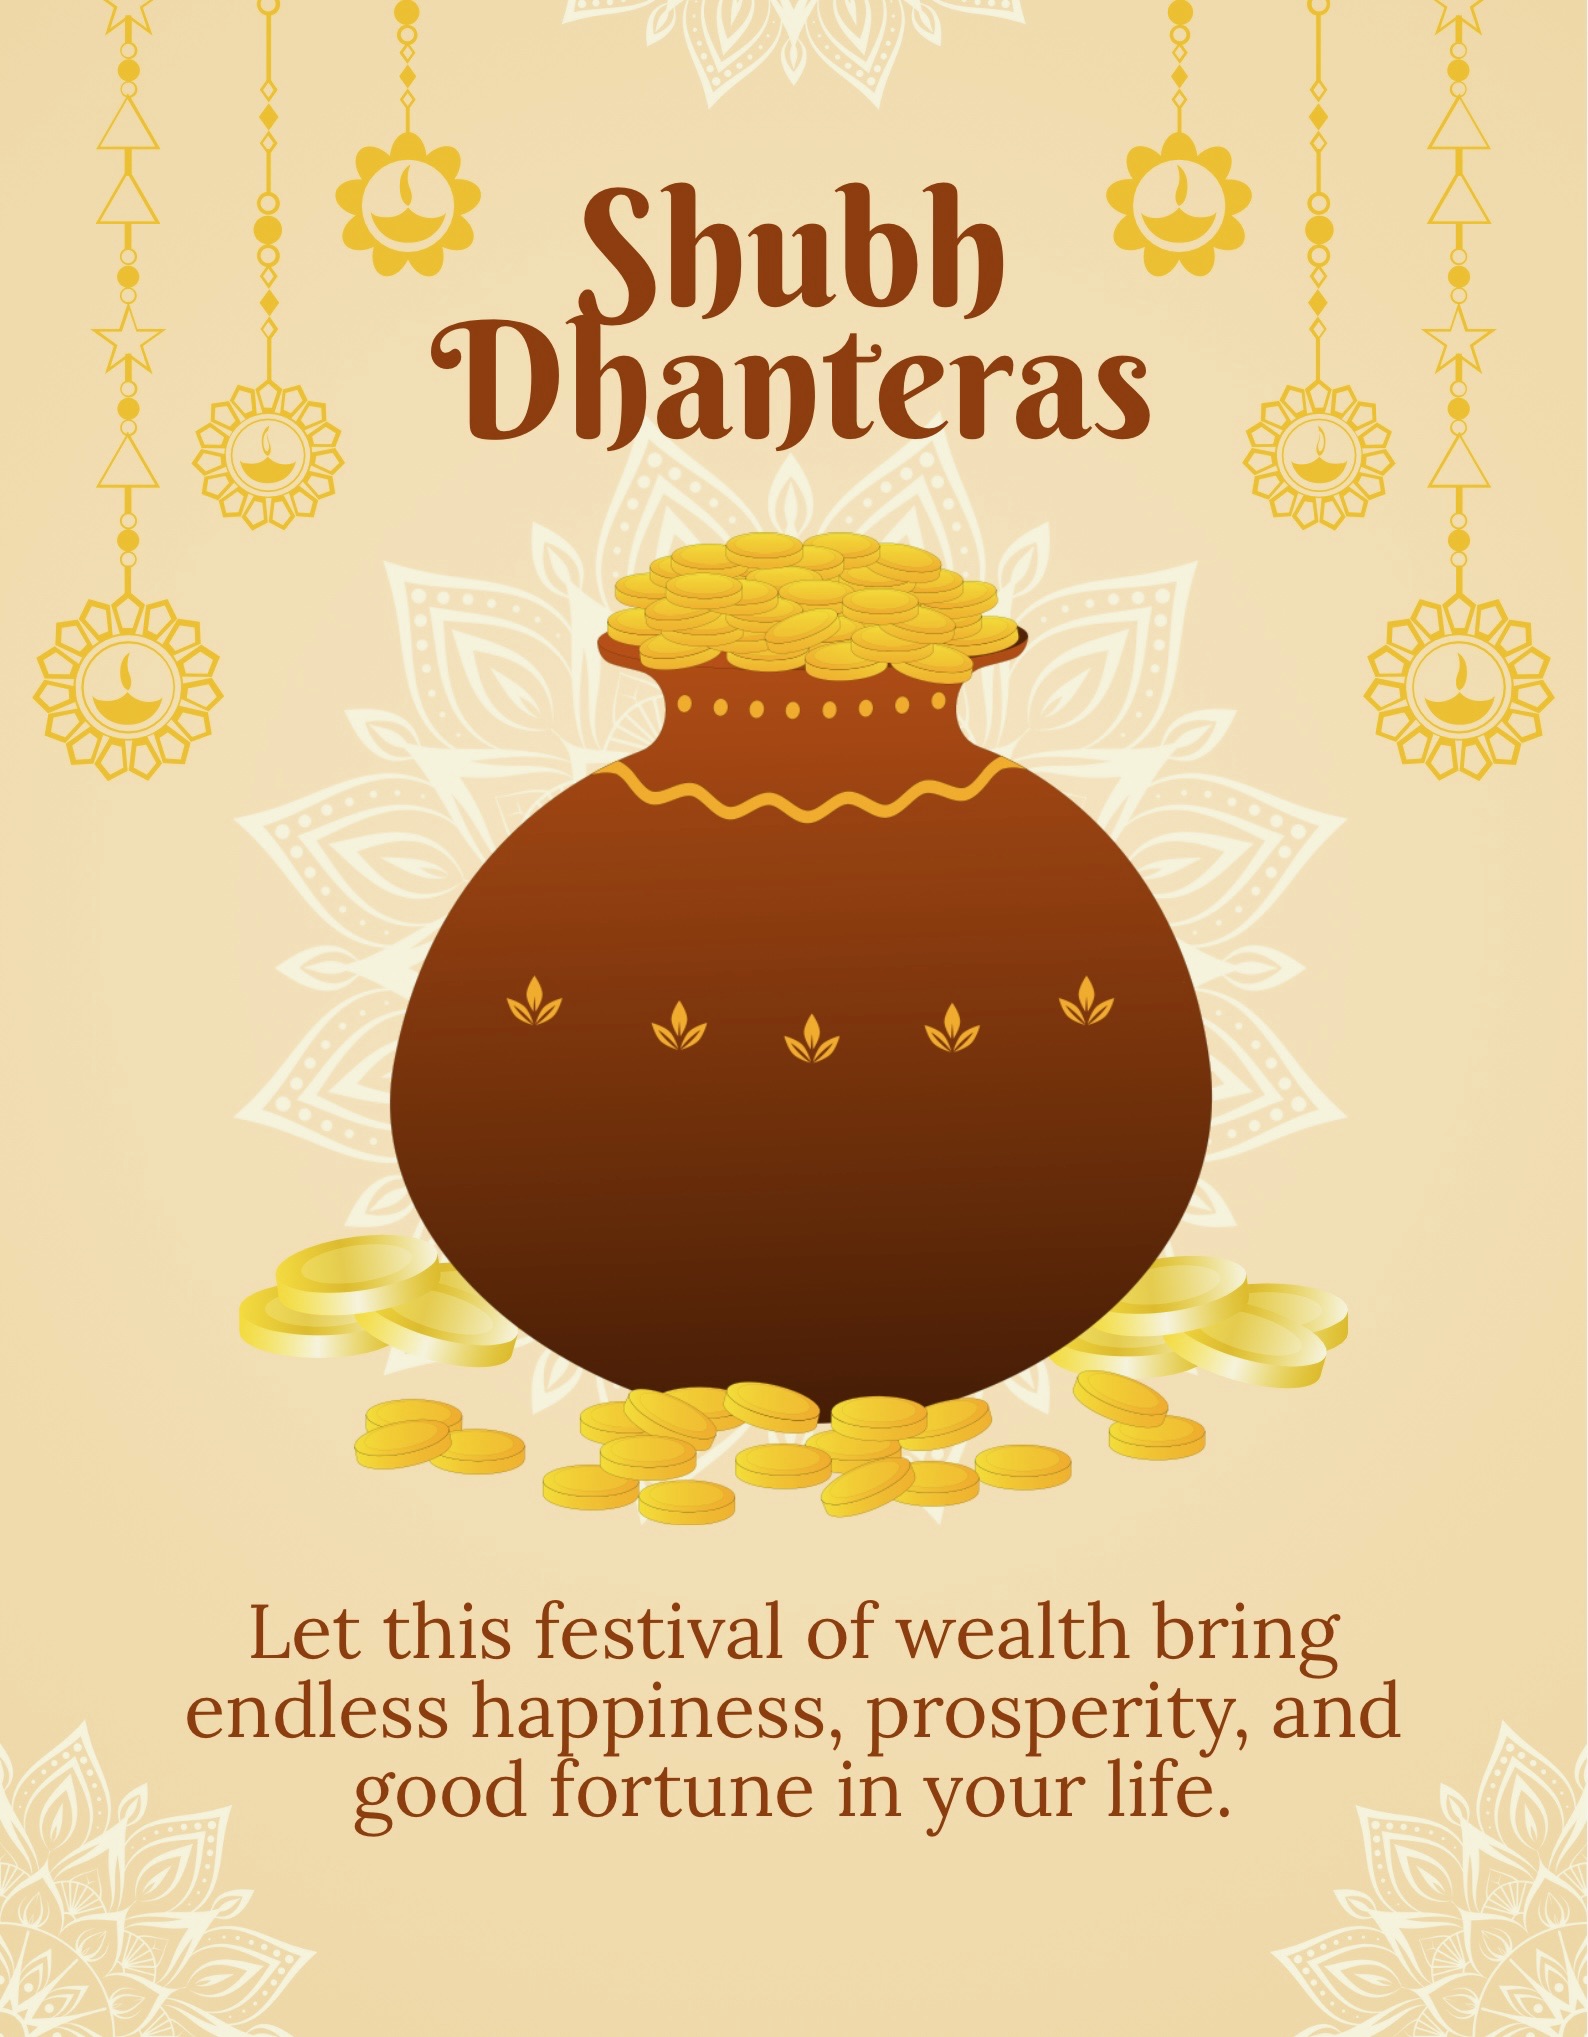 Shubh
Dhanteras
Let this festival of wealth bring
endless happiness, prosperity, and
good fortune in your life.